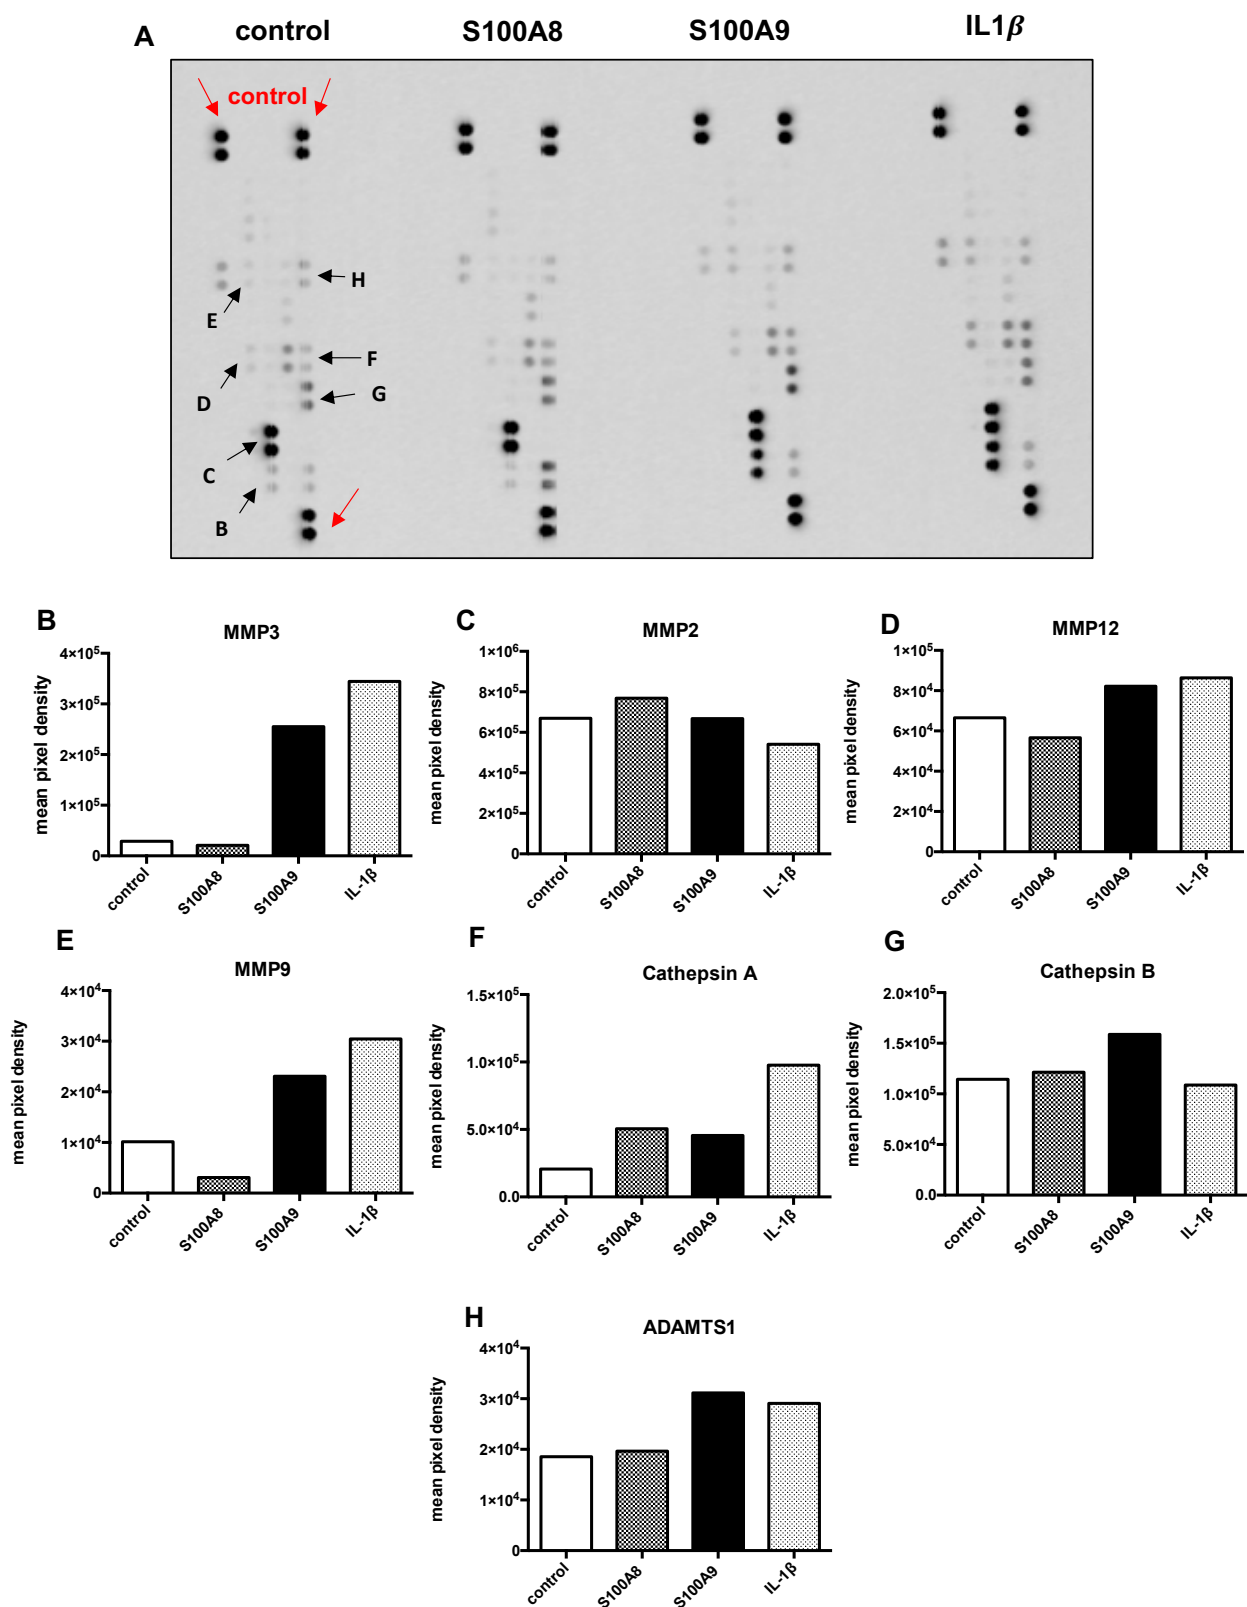 A
control
S100A8
S100A9
IL1β
control
H
E
F
D
G
C
B
B
MMP3
mean pixel density
4×10⁵
3×10⁵
2×10⁵
1×10⁵
0
control
S100A8
S100A9
IL-1β
C
MMP2
mean pixel density
1×10⁶
8×10⁵
6×10⁵
4×10⁵
2×10⁵
0
control
S100A8
S100A9
IL-1β
D
MMP12
mean pixel density
1×10⁵
8×10⁴
6×10⁴
4×10⁴
2×10⁴
0
control
S100A8
S100A9
IL-1β
E
MMP9
mean pixel density
4×10⁴
3×10⁴
2×10⁴
1×10⁴
0
control
S100A8
S100A9
IL-1β
F
Cathepsin A
mean pixel density
1.5×10⁵
1.0×10⁵
5.0×10⁴
0.0
control
S100A8
S100A9
IL-1β
G
Cathepsin B
mean pixel density
2.0×10⁵
1.5×10⁵
1.0×10⁵
5.0×10⁴
0.0
control
S100A8
S100A9
IL-1β
H
ADAMTS1
mean pixel density
4×10⁴
3×10⁴
2×10⁴
1×10⁴
0
control
S100A8
S100A9
IL-1β